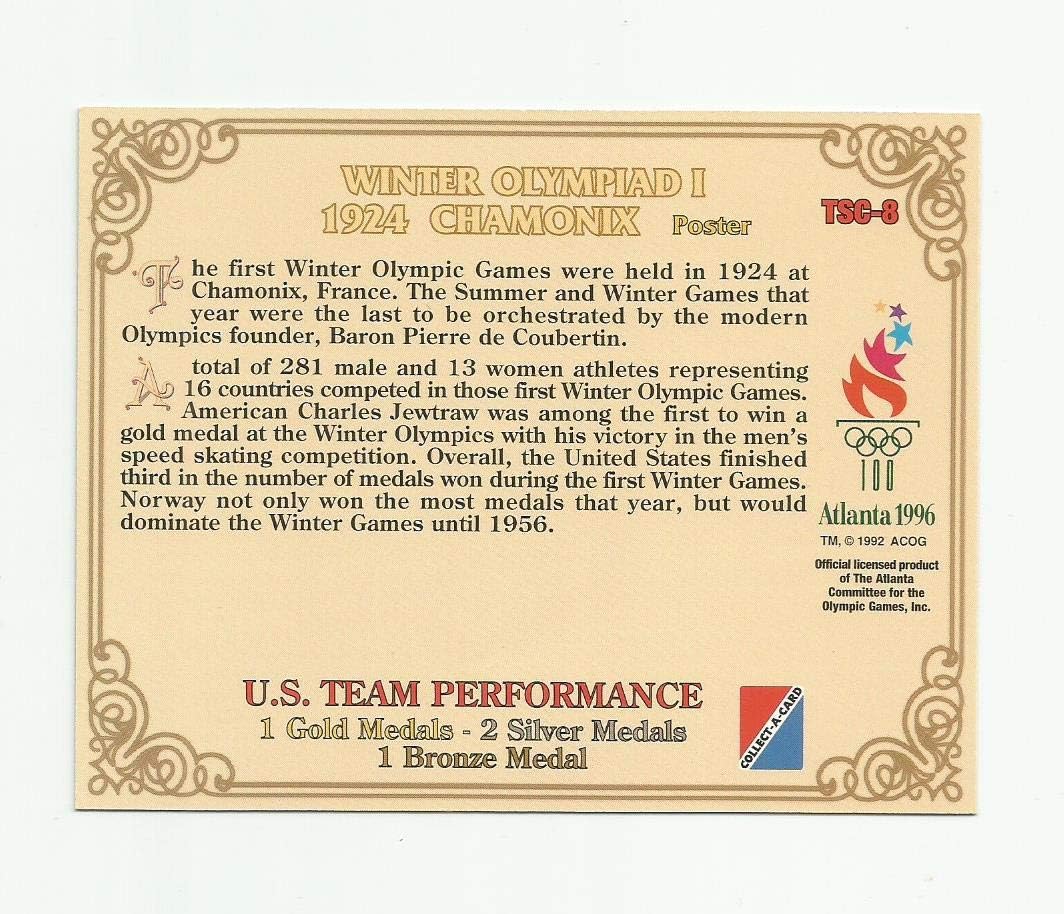 WINTER OLYMPIAD I
1924 CHAMONIX Poster
TSC-8
The first Winter Olympic Games were held in 1924 at
Chamonix, France. The Summer and Winter Games that
year were the last to be orchestrated by the modern
Olympics founder, Baron Pierre de Coubertin.
A total of 281 male and 13 women athletes representing
16 countries competed in those first Winter Olympic Games.
American Charles Jewtraw was among the first to win a
gold medal at the Winter Olympics with his victory in the men's
speed skating competition. Overall, the United States finished
third in the number of medals won during the first Winter Games.
Norway not only won the most medals that year, but would
dominate the Winter Games until 1956.
100
Atlanta 1996
TM, © 1992 ACOG
Official licensed product
of The Atlanta
Committee for the
Olympic Games, Inc.
U.S. TEAM PERFORMANCE
1 Gold Medals - 2 Silver Medals
1 Bronze Medal
COLLECT-A-CARD